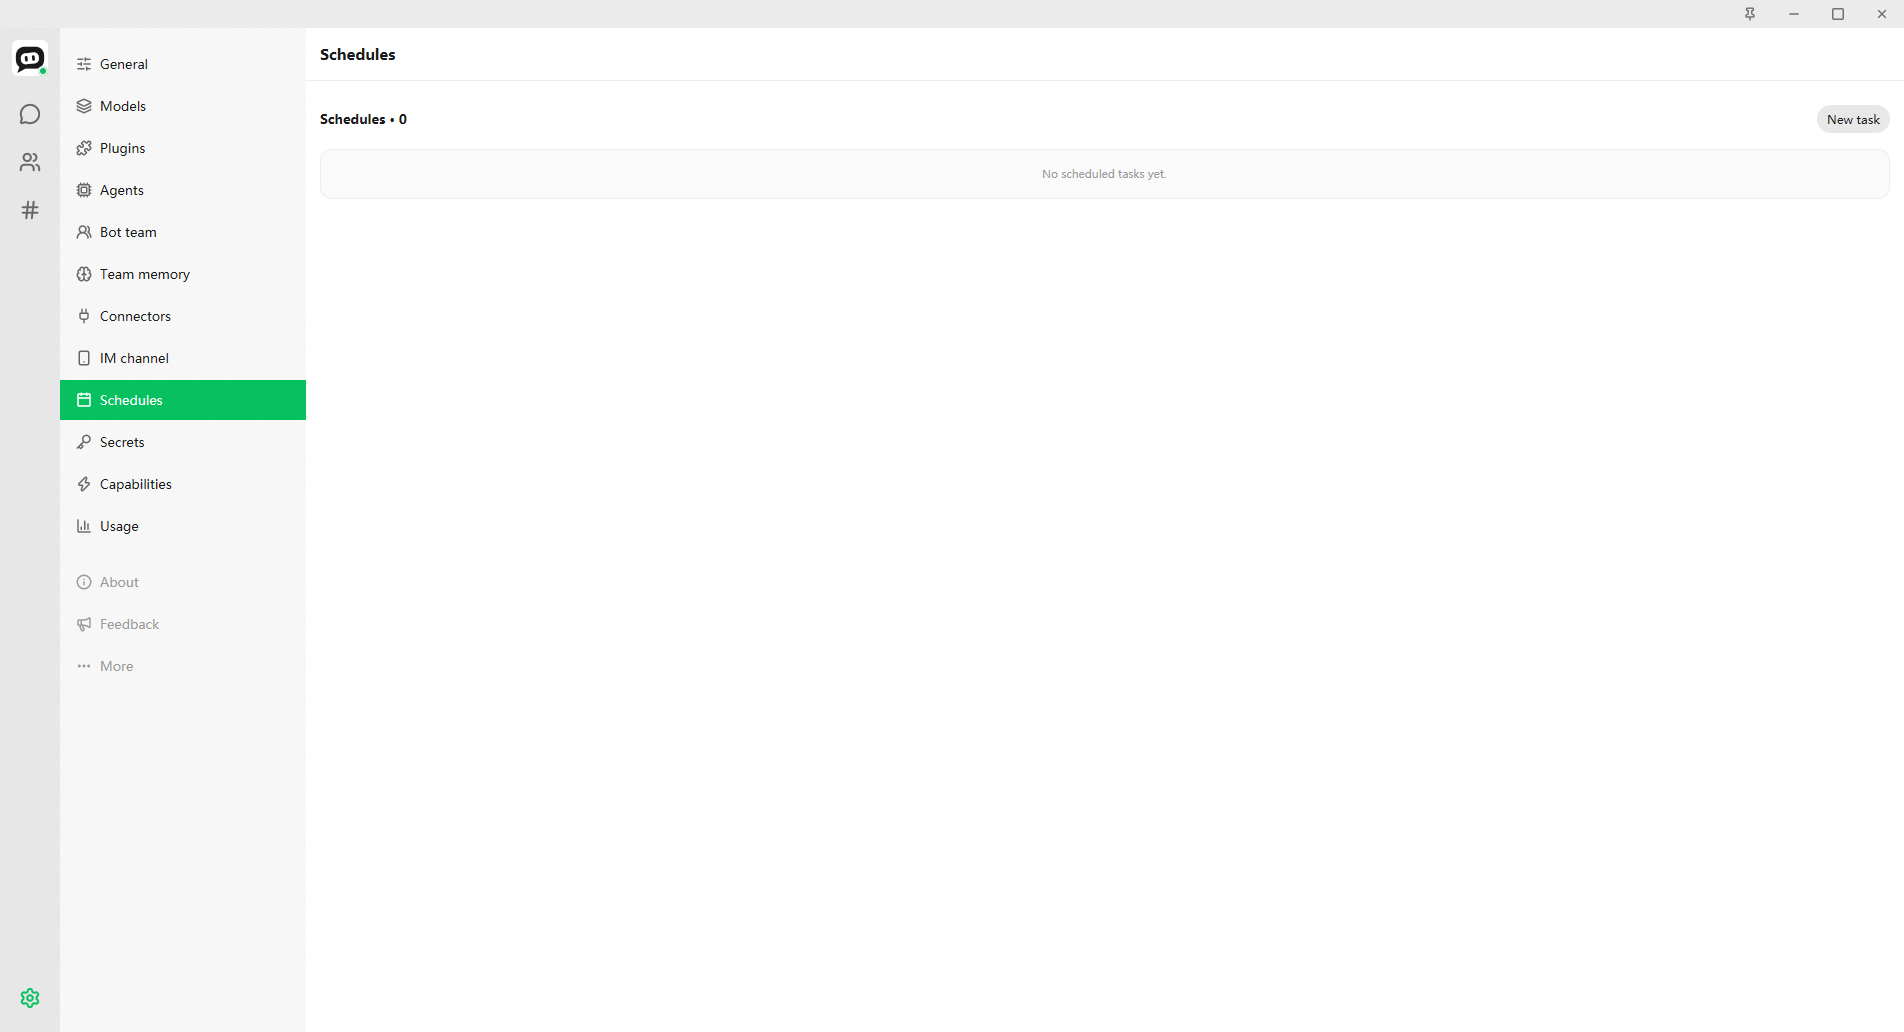 General
Models
Plugins
Agents
Bot team
Team memory
Connectors
IM channel
Schedules
Secrets
Capabilities
Usage
About
Feedback
More
Schedules
Schedules • 0
New task
No scheduled tasks yet.